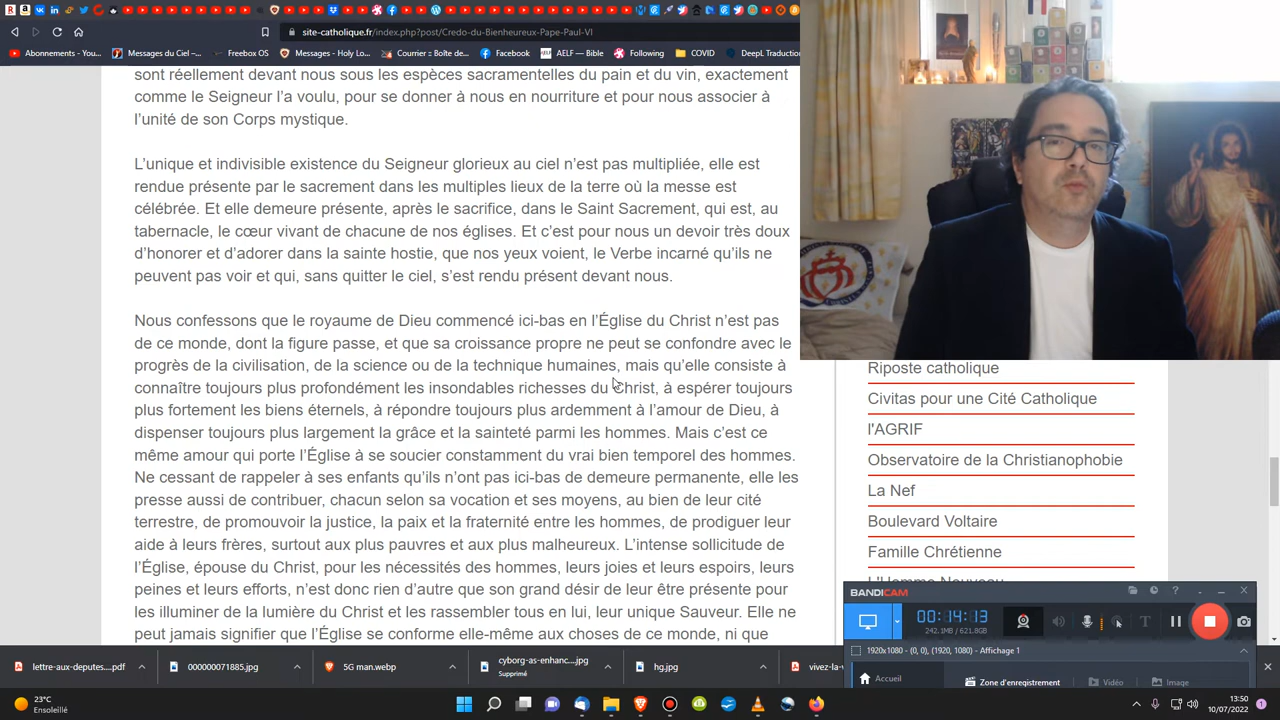 site-catholique.fr/index.php?post/Credo-du-Bienheureux-Pape-Paul-VI
Abonnements - You... Messages du Ciel –... Freebox OS Messages - Holy Lo... Courrier :: Boîte de... Facebook AELF — Bible Following COVID DeepL Traduction
sont réellement devant nous sous les espèces sacramentelles du pain et du vin, exactement
comme le Seigneur l’a voulu, pour se donner à nous en nourriture et pour nous associer à
l’unité de son Corps mystique.
L’unique et indivisible existence du Seigneur glorieux au ciel n’est pas multipliée, elle est
rendue présente par le sacrement dans les multiples lieux de la terre où la messe est
célébrée. Et elle demeure présente, après le sacrifice, dans le Saint Sacrement, qui est, au
tabernacle, le cœur vivant de chacune de nos églises. Et c’est pour nous un devoir très doux
d’honorer et d’adorer dans la sainte hostie, que nos yeux voient, le Verbe incarné qu’ils ne
peuvent pas voir et qui, sans quitter le ciel, s’est rendu présent devant nous.
Nous confessons que le royaume de Dieu commencé ici-bas en l’Église du Christ n’est pas
de ce monde, dont la figure passe, et que sa croissance propre ne peut se confondre avec le
progrès de la civilisation, de la science ou de la technique humaines, mais qu’elle consiste à
connaître toujours plus profondément les insondables richesses du Christ, à espérer toujours
plus fortement les biens éternels, à répondre toujours plus ardemment à l’amour de Dieu, à
dispenser toujours plus largement la grâce et la sainteté parmi les hommes. Mais c’est ce
même amour qui porte l’Église à se soucier constamment du vrai bien temporel des hommes.
Ne cessant de rappeler à ses enfants qu’ils n’ont pas ici-bas de demeure permanente, elle les
presse aussi de contribuer, chacun selon sa vocation et ses moyens, au bien de leur cité
terrestre, de promouvoir la justice, la paix et la fraternité entre les hommes, de prodiguer leur
aide à leurs frères, surtout aux plus pauvres et aux plus malheureux. L’intense sollicitude de
l’Église, épouse du Christ, pour les nécessités des hommes, leurs joies et leurs espoirs, leurs
peines et leurs efforts, n’est donc rien d’autre que son grand désir de leur être présente pour
les illuminer de la lumière du Christ et les rassembler tous en lui, leur unique Sauveur. Elle ne
peut jamais signifier que l’Église se conforme elle-même aux choses de ce monde, ni que
Riposte catholique
Civitas pour une Cité Catholique
l'AGRIF
Observatoire de la Christianophobie
La Nef
Boulevard Voltaire
Famille Chrétienne
L'Homme Nouveau
BANDICAM
00:14:13
242.1MB / 621.8GB
1920x1080 - (0, 0), (1920, 1080) - Affichage 1
Accueil Zone d'enregistrement Vidéo Image
lettre-aux-deputes....pdf 000000071885.jpg 5G man.webp cyborg-as-enhanc....jpg hg.jpg vivez-la-v
Supprimé
23°C
Ensoleillé
13:50
10/07/2022